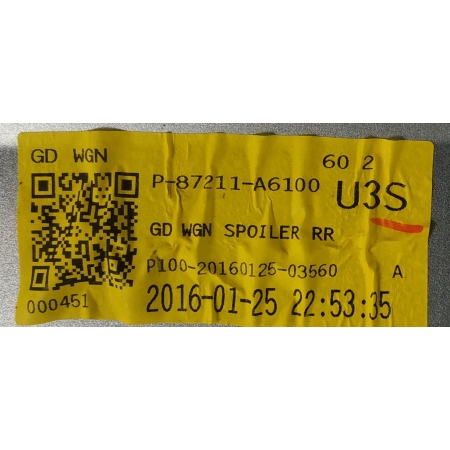 GD WGN
60 2
P-87211-A6100
U3S
GD WGN SPOILER RR
P100-20160125-03560 A
000451
2016-01-25 22:53:35